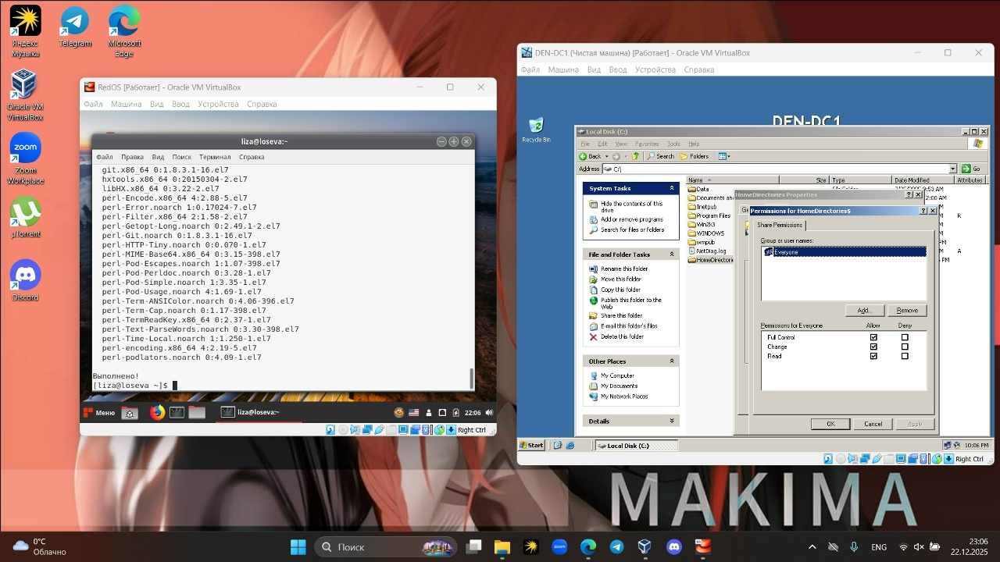 Яндекс Музыка
Telegram
Microsoft Edge
Oracle VM VirtualBox
Zoom Workplace
µTorrent
Discord
RedOS [Работает] - Oracle VM VirtualBox
Файл Машина Вид Ввод Устройства Справка
liza@loseva:~
Файл Правка Вид Поиск Терминал Справка
git.x86_64 0:1.8.3.1-16.el7
hxtools.x86_64 0:20150304-2.el7
libHX.x86_64 0:3.22-2.el7
perl-Encode.x86_64 4:2.88-5.el7
perl-Error.noarch 1:0.17024-7.el7
perl-Filter.x86_64 2:1.58-2.el7
perl-Getopt-Long.noarch 0:2.49.1-2.el7
perl-Git.noarch 0:1.8.3.1-16.el7
perl-HTTP-Tiny.noarch 0:0.070-1.el7
perl-MIME-Base64.x86_64 0:3.15-398.el7
perl-Pod-Escapes.noarch 1:1.07-398.el7
perl-Pod-Perldoc.noarch 0:3.28-1.el7
perl-Pod-Simple.noarch 1:3.35-1.el7
perl-Pod-Usage.noarch 4:1.69-1.el7
perl-Term-ANSIColor.noarch 0:4.06-396.el7
perl-Term-Cap.noarch 0:1.17-398.el7
perl-TermReadKey.x86_64 0:2.37-1.el7
perl-Text-ParseWords.noarch 0:3.30-398.el7
perl-Time-Local.noarch 1:1.250-1.el7
perl-encoding.x86_64 4:2.19-5.el7
perl-podlators.noarch 0:4.09-1.el7
Выполнено!
[liza@loseva ~]$
Меню liza@loseva:~ 22:06
Right Ctrl
DEN-DC1 (Чистая машина) [Работает] - Oracle VM VirtualBox
Файл Машина Вид Ввод Устройства Справка
DEN-DC1
Recycle Bin
Local Disk (C:)
File Edit View Favorites Tools Help
Back Search Folders
Address C:\ Go
System Tasks
Hide the contents of this drive
Add or remove programs
Search for files or folders
File and Folder Tasks
Rename this folder
Move this folder
Copy this folder
Publish this folder to the Web
Share this folder
E-mail this folder's files
Delete this folder
Other Places
My Computer
My Documents
My Network Places
Details
Name Size Type Date Modified Attributes
Data
Documents an
Inetpub
Program Files R
Win2k3
WINDOWS
wmpub
NetDiag.log A
HomeDirectorie
HomeDirectories Properties
Permissions for HomeDirectories$
Share Permissions
Group or user names:
Everyone
Add... Remove
Permissions for Everyone Allow Deny
Full Control
Change
Read
OK Cancel Apply
Start Local Disk (C:) 10:06 PM
Right Ctrl
MAKIMA
0°C
Облачно
Поиск
ENG
23:06
22.12.2025